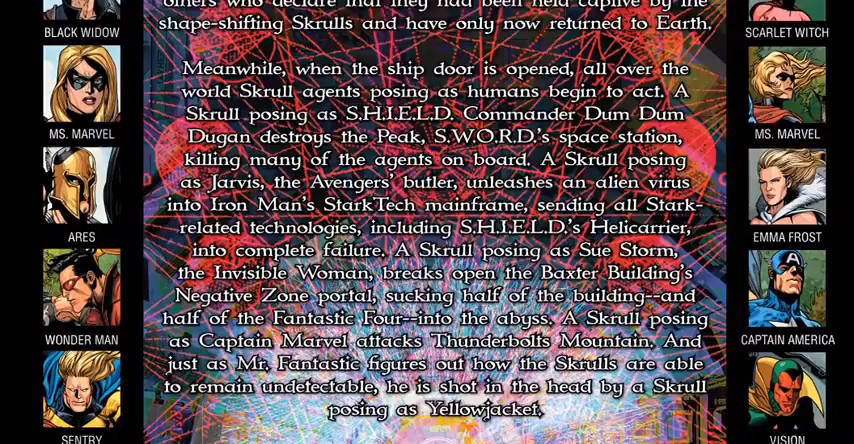 others who declare that they had been held captive by the
shape-shifting Skrulls and have only now returned to Earth.
Meanwhile, when the ship door is opened, all over the
world Skrull agents posing as humans begin to act. A
Skrull posing as S.H.I.E.L.D. Commander Dum Dum
Dugan destroys the Peak, S.W.O.R.D.'s space station,
killing many of the agents on board. A Skrull posing
as Jarvis, the Avengers' butler, unleashes an alien virus
into Iron Man's StarkTech mainframe, sending all Stark-
related technologies, including S.H.I.E.L.D.'s Helicarrier,
into complete failure. A Skrull posing as Sue Storm,
the Invisible Woman, breaks open the Baxter Building's
Negative Zone portal, sucking half of the building--and
half of the Fantastic Four--into the abyss. A Skrull posing
as Captain Marvel attacks Thunderbolts Mountain. And
just as Mr. Fantastic figures out how the Skrulls are able
to remain undetectable, he is shot in the head by a Skrull
posing as Yellowjacket.
BLACK WIDOW
MS. MARVEL
ARES
WONDER MAN
SENTRY
SCARLET WITCH
MS. MARVEL
EMMA FROST
CAPTAIN AMERICA
VISION